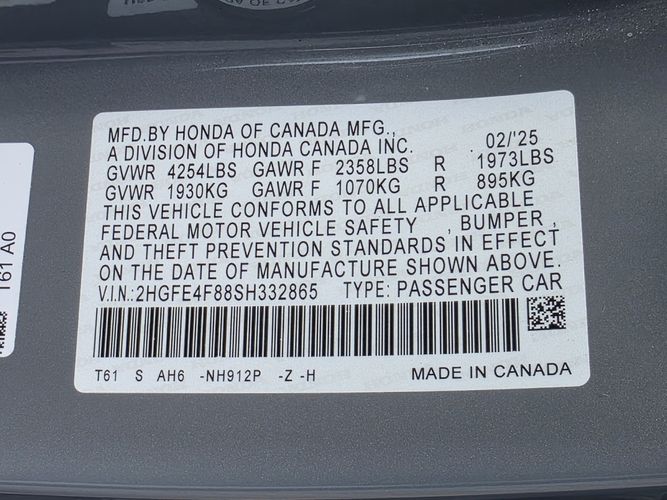 MFD.BY HONDA OF CANADA MFG.,
A DIVISION OF HONDA CANADA INC. 02/'25
GVWR 4254LBS GAWR F 2358LBS R 1973LBS
GVWR 1930KG GAWR F 1070KG R 895KG
THIS VEHICLE CONFORMS TO ALL APPLICABLE
FEDERAL MOTOR VEHICLE SAFETY , BUMPER ,
AND THEFT PREVENTION STANDARDS IN EFFECT
ON THE DATE OF MANUFACTURE SHOWN ABOVE.
V.I.N.: 2HGFE4F88SH332865 TYPE: PASSENGER CAR
T61 S AH6 -NH912P -Z -H MADE IN CANADA
T61 A0